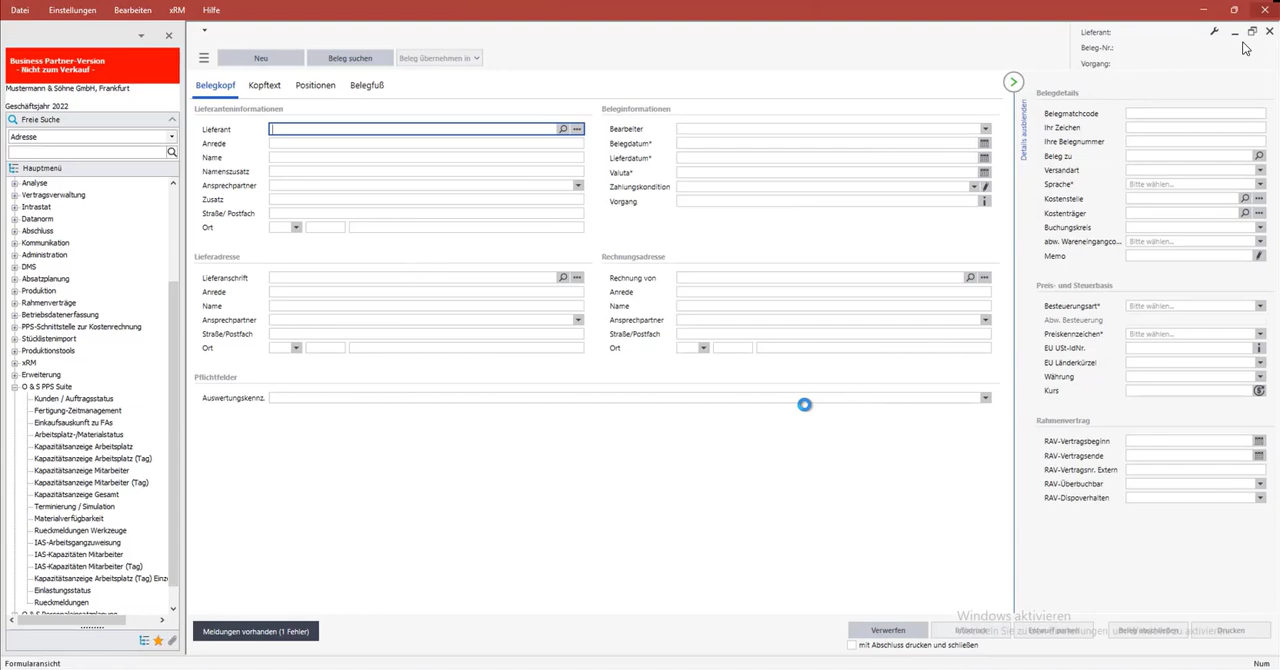 Datei Einstellungen Bearbeiten xRM Hilfe
Business Partner-Version
- Nicht zum Verkauf -
Mustermann & Söhne GmbH, Frankfurt
Geschäftsjahr 2022
Freie Suche
Adresse
Hauptmenü
Analyse
Vertragsverwaltung
Intrastat
Datanorm
Abschluss
Kommunikation
Administration
DMS
Absatzplanung
Produktion
Rahmenverträge
Betriebsdatenerfassung
PPS-Schnittstelle zur Kostenrechnung
Stücklistenimport
Produktionstools
xRM
Erweiterung
O & S PPS Suite
Kunden / Auftragsstatus
Fertigung-Zeitmanagement
Einkaufsauskunft zu FAs
Arbeitsplatz-/Materialstatus
Kapazitätsanzeige Arbeitsplatz
Kapazitätsanzeige Arbeitsplatz (Tag)
Kapazitätsanzeige Mitarbeiter
Kapazitätsanzeige Mitarbeiter (Tag)
Kapazitätsanzeige Gesamt
Terminierung / Simulation
Materialverfügbarkeit
Rueckmeldungen Werkzeuge
IAS-Arbeitsgangzuweisung
IAS-Kapazitäten Mitarbeiter
IAS-Kapazitäten Mitarbeiter (Tag)
Kapazitätsanzeige Arbeitsplatz (Tag) Einz
Einlastungsstatus
Rueckmeldungen
O & S Personaleinsatzplanung
Formularansicht
Neu Beleg suchen Beleg übernehmen in
Belegkopf Kopftext Positionen Belegfuß
Lieferanteninformationen
Lieferant
Anrede
Name
Namenszusatz
Ansprechpartner
Zusatz
Straße/ Postfach
Ort
Beleginformationen
Bearbeiter
Belegdatum*
Lieferdatum*
Valuta*
Zahlungskondition
Vorgang
Lieferadresse
Lieferanschrift
Anrede
Name
Ansprechpartner
Straße/Postfach
Ort
Rechnungsadresse
Rechnung von
Anrede
Name
Ansprechpartner
Straße/Postfach
Ort
Pflichtfelder
Auswertungskennz.
Details ausblenden
Lieferant:
Beleg-Nr.:
Vorgang:
Belegdetails
Belegmatchcode
Ihr Zeichen
Ihre Belegnummer
Beleg zu
Versandart
Sprache* Bitte wählen...
Kostenstelle
Kostenträger
Buchungskreis
abw. Wareneingangco... Bitte wählen...
Memo
Preis- und Steuerbasis
Besteuerungsart* Bitte wählen...
Abw. Besteuerung
Preiskennzeichen* Bitte wählen...
EU USt-IdNr.
EU Länderkürzel
Währung
Kurs
Rahmenvertrag
RAV-Vertragsbeginn
RAV-Vertragsende
RAV-Vertragsnr. Extern
RAV-Überbuchbar
RAV-Dispoverhalten
Meldungen vorhanden (1 Fehler)
Windows aktivieren
Verwerfen Entwurf parken Beleg abschließen Drucken
mit Abschluss drucken und schließen
Num